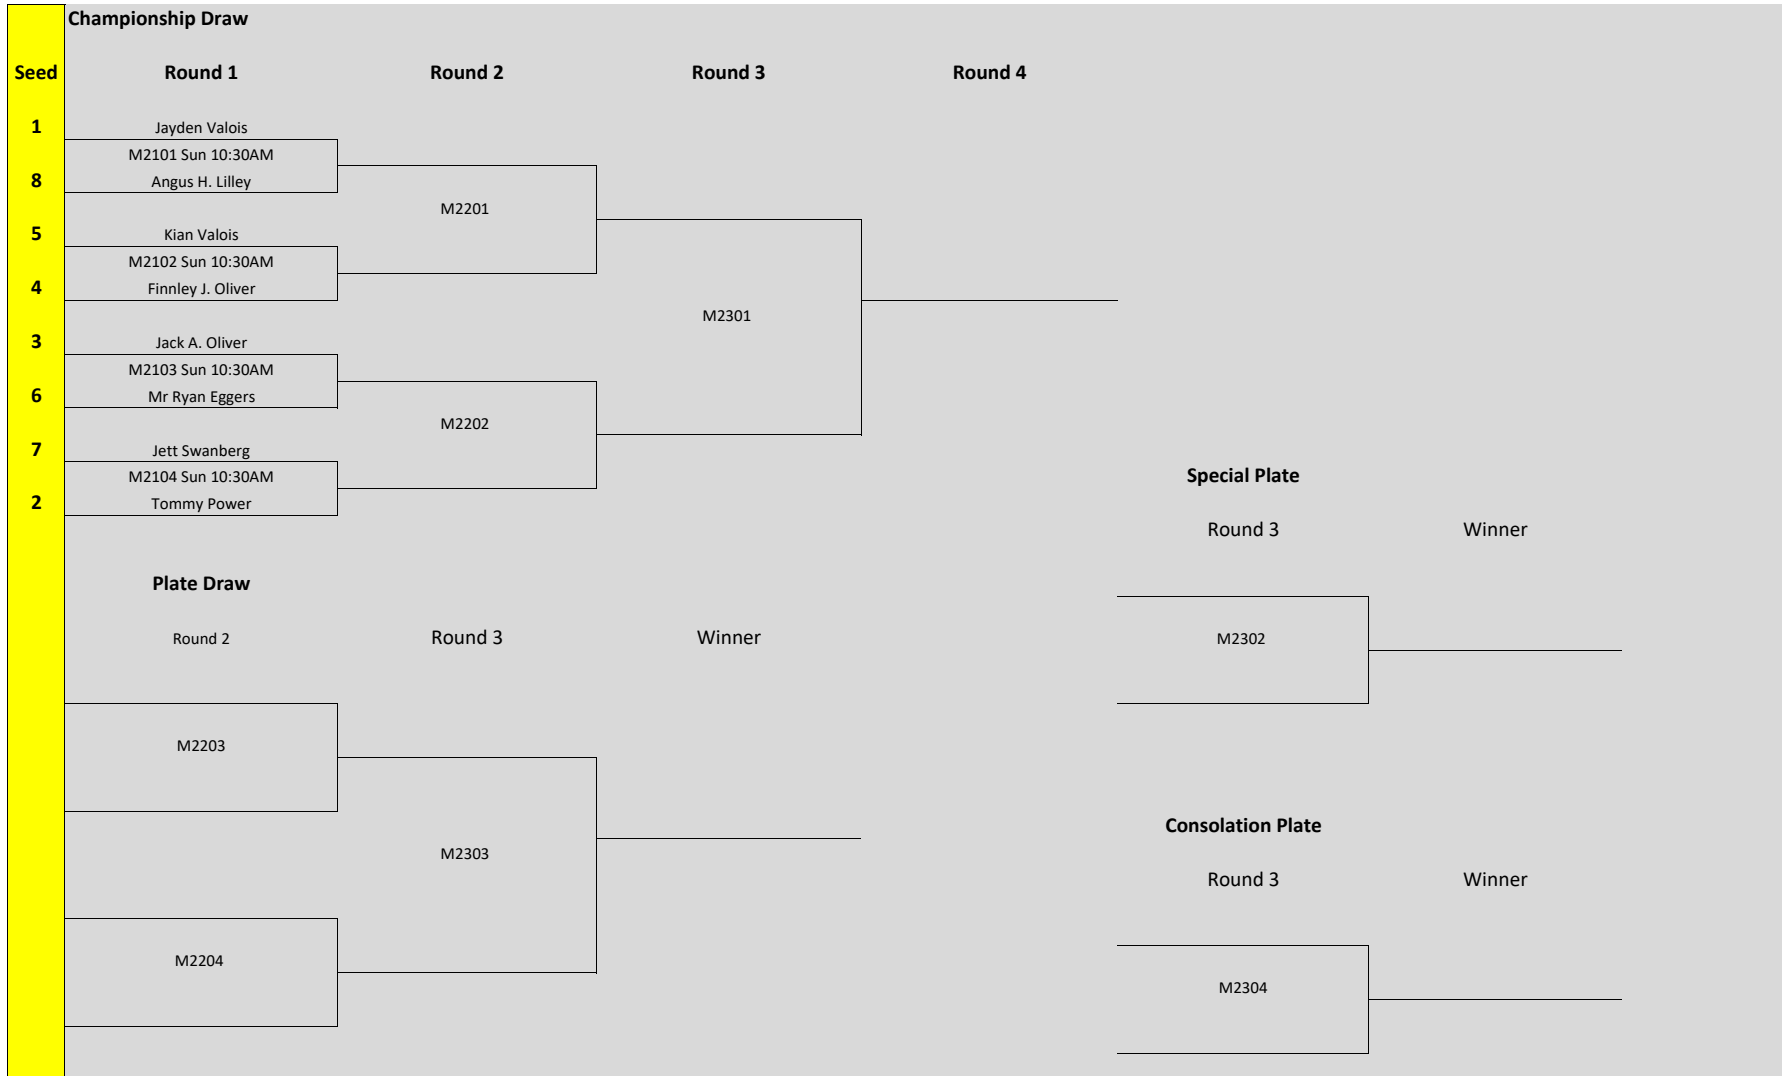 Championship Draw
Seed Round 1 Round 2 Round 3 Round 4
1 Jayden Valois
M2101 Sun 10:30AM
8 Angus H. Lilley
M2201
5 Kian Valois
M2102 Sun 10:30AM
4 Finnley J. Oliver
M2301
3 Jack A. Oliver
M2103 Sun 10:30AM
6 Mr Ryan Eggers
M2202
7 Jett Swanberg
M2104 Sun 10:30AM
2 Tommy Power
Special Plate
Round 3 Winner
M2302
Plate Draw
Round 2 Round 3 Winner
M2203
M2303
M2204
Consolation Plate
Round 3 Winner
M2304